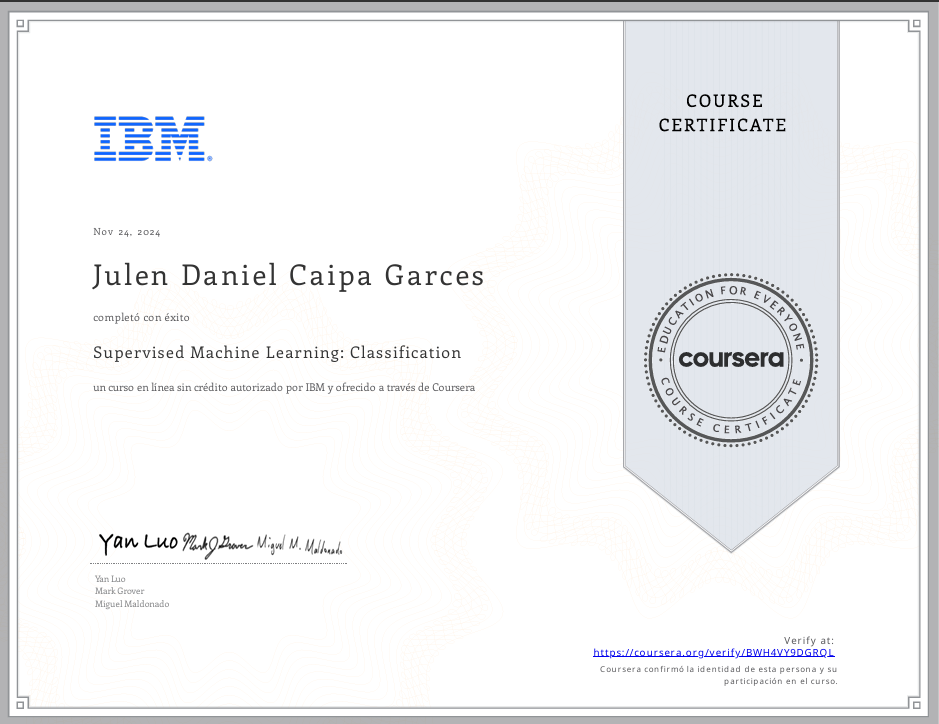 IBM®
COURSE
CERTIFICATE
Nov 24, 2024
Julen Daniel Caipa Garces
completó con éxito
Supervised Machine Learning: Classification
un curso en línea sin crédito autorizado por IBM y ofrecido a través de Coursera
EDUCATION FOR EVERYONE
coursera
COURSE CERTIFICATE
Yan Luo Mark J Grover Miguel M. Maldonado
Yan Luo
Mark Grover
Miguel Maldonado
Verify at:
https://coursera.org/verify/BWH4VY9DGRQL
Coursera confirmó la identidad de esta persona y su
participación en el curso.